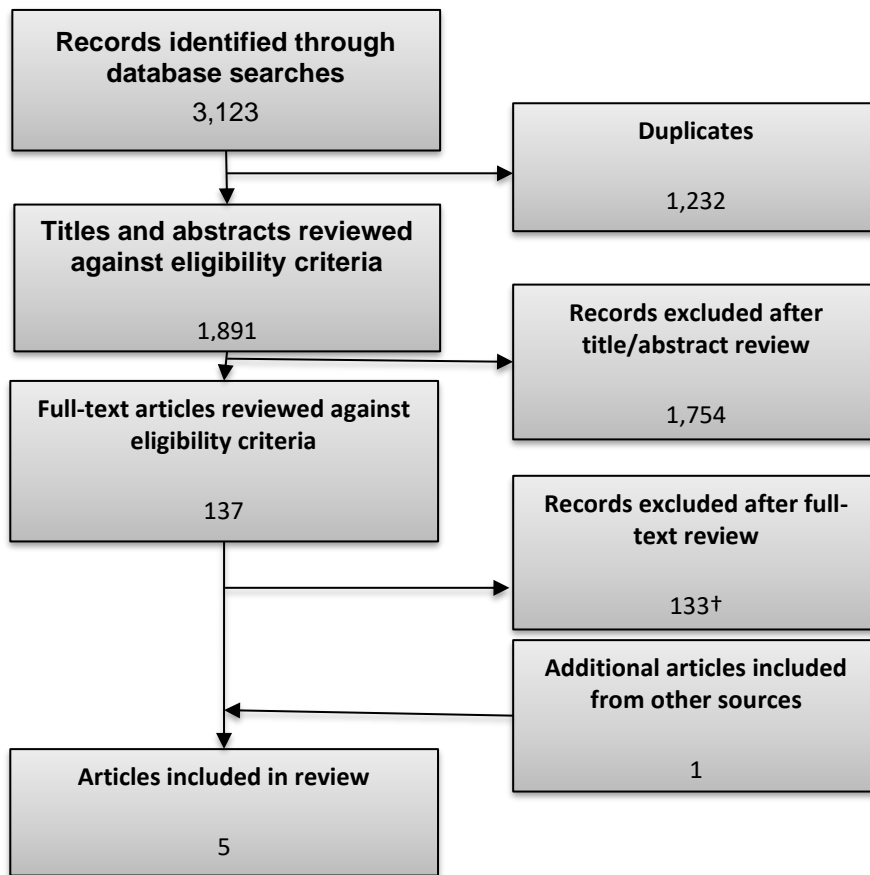 Records identified through
database searches
3,123
Duplicates
1,232
Titles and abstracts reviewed
against eligibility criteria
1,891
Records excluded after
title/abstract review
1,754
Full-text articles reviewed against
eligibility criteria
137
Records excluded after full-
text review
133†
Additional articles included
from other sources
1
Articles included in review
5